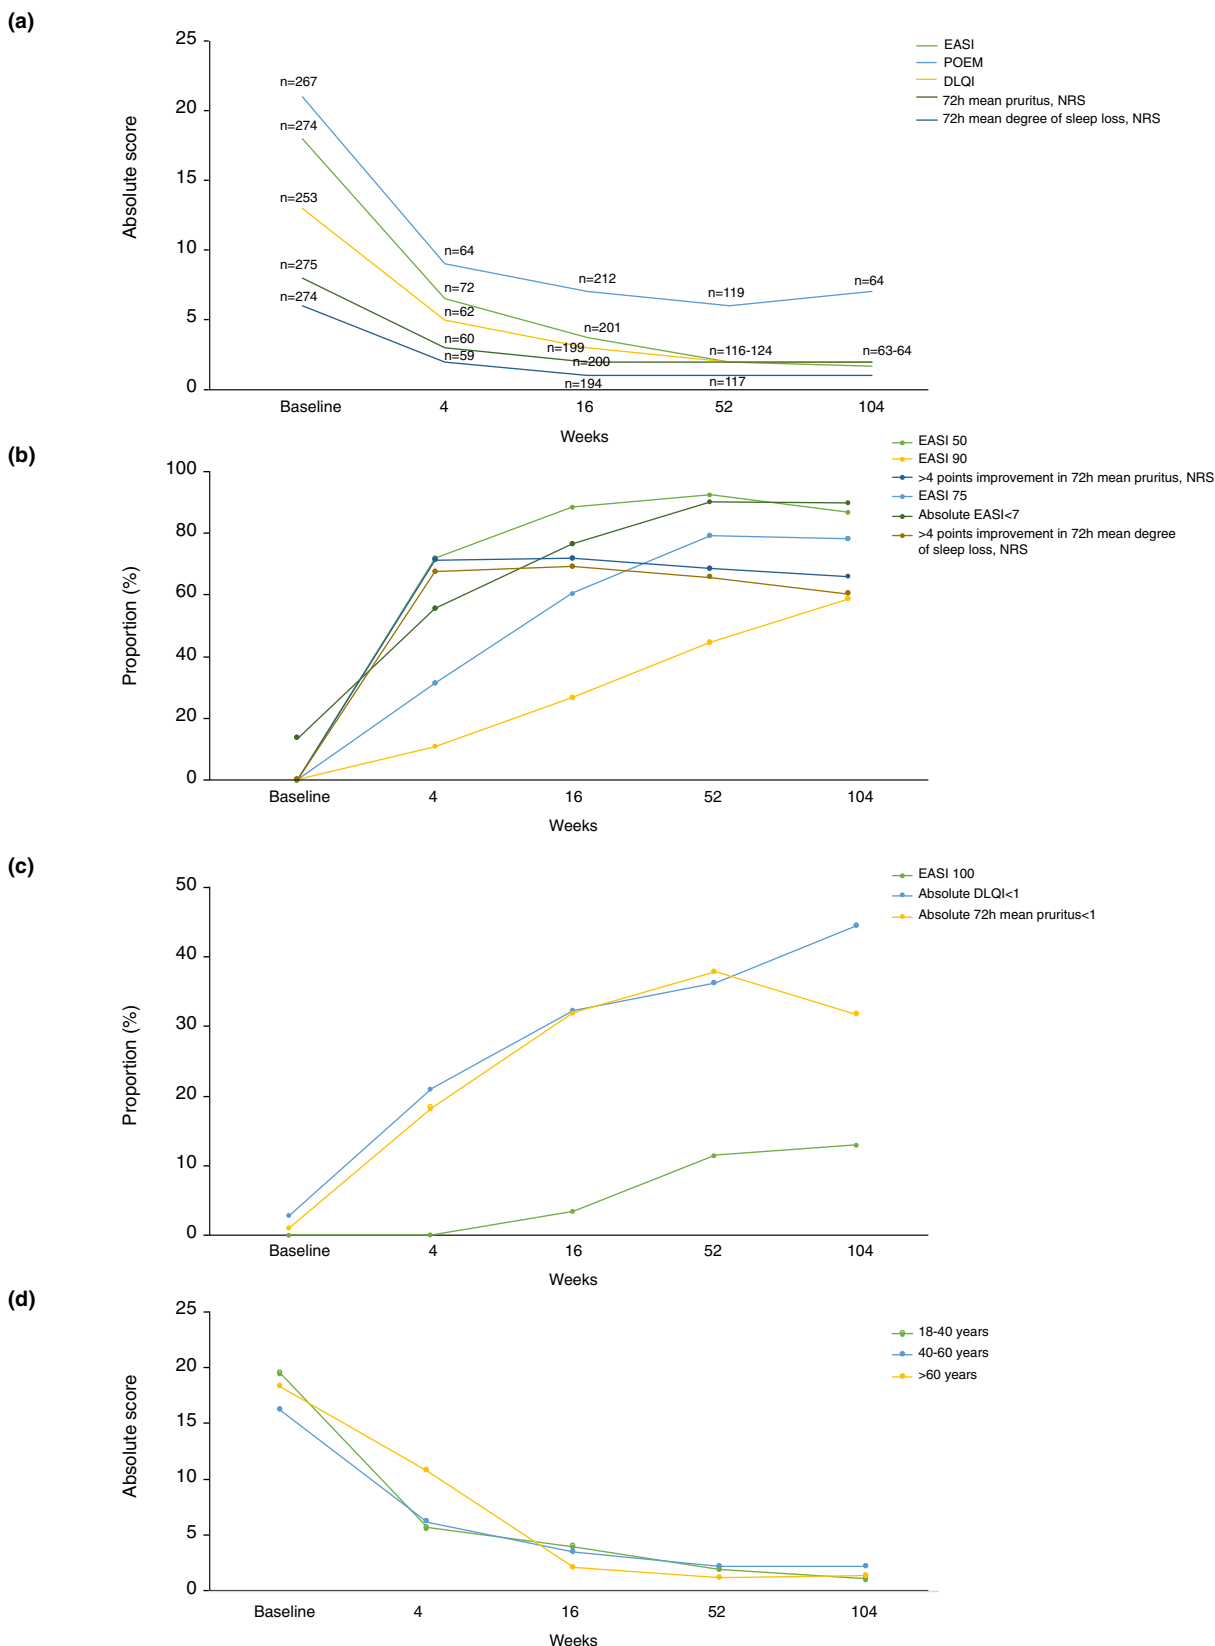 (a)
25
20
15
10
5
0
Absolute score
n=267
n=274
n=253
n=275
n=274
n=64
n=72
n=62
n=60
n=59
n=212
n=201
n=199
n=200
n=194
n=119
n=116-124
n=117
n=64
n=63-64
EASI
POEM
DLQI
72h mean pruritus, NRS
72h mean degree of sleep loss, NRS
Baseline 4 16 52 104
Weeks
(b)
100
80
60
40
20
0
Proportion (%)
EASI 50
EASI 90
>4 points improvement in 72h mean pruritus, NRS
EASI 75
Absolute EASI<7
>4 points improvement in 72h mean degree
of sleep loss, NRS
Baseline 4 16 52 104
Weeks
(c)
50
40
30
20
10
0
Proportion (%)
EASI 100
Absolute DLQI<1
Absolute 72h mean pruritus<1
Baseline 4 16 52 104
Weeks
(d)
25
20
15
10
5
0
Absolute score
18-40 years
40-60 years
>60 years
Baseline 4 16 52 104
Weeks